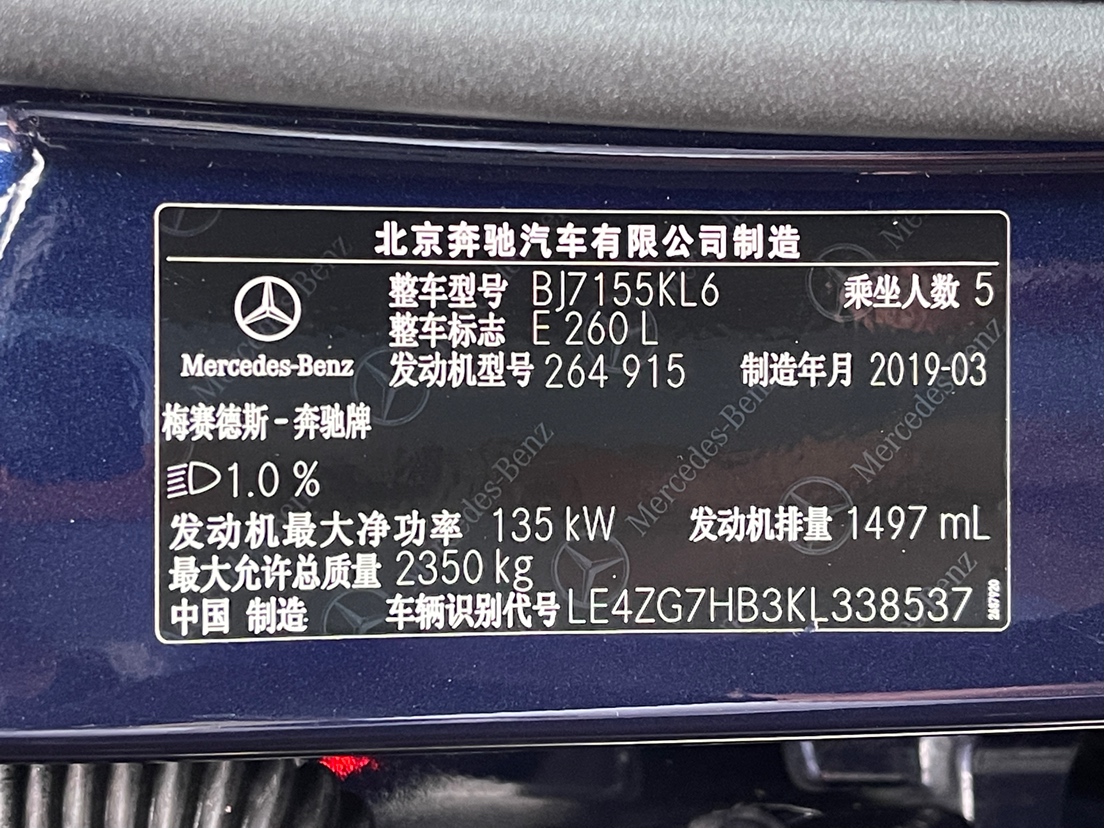 北京奔驰汽车有限公司制造
整车型号 BJ7155KL6 乘坐人数 5
Mercedes-Benz
整车标志 E 260 L
发动机型号 264 915 制造年月 2019-03
梅赛德斯-奔驰牌
1.0 %
发动机最大净功率 135 kW 发动机排量 1497 mL
最大允许总质量 2350 kg
中国 制造 车辆识别代号 LE4ZG7HB3KL338537